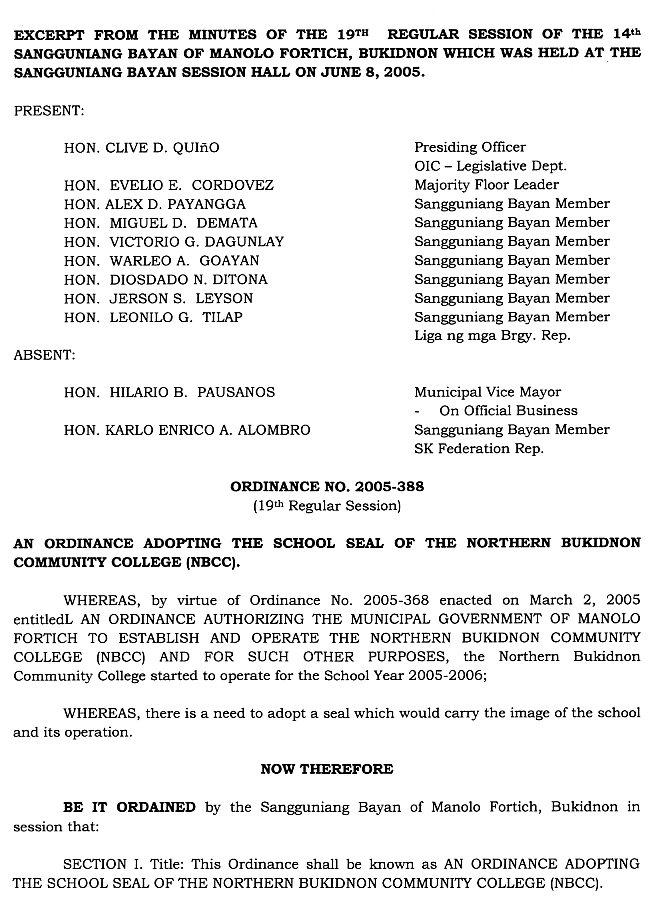 EXCERPT FROM THE MINUTES OF THE 19TH REGULAR SESSION OF THE 14th
SANGGUNIANG BAYAN OF MANOLO FORTICH, BUKIDNON WHICH WAS HELD AT THE
SANGGUNIANG BAYAN SESSION HALL ON JUNE 8, 2005.
PRESENT:
HON. CLIVE D. QUIñO Presiding Officer
OIC – Legislative Dept.
HON. EVELIO E. CORDOVEZ Majority Floor Leader
HON. ALEX D. PAYANGGA Sangguniang Bayan Member
HON. MIGUEL D. DEMATA Sangguniang Bayan Member
HON. VICTORIO G. DAGUNLAY Sangguniang Bayan Member
HON. WARLEO A. GOAYAN Sangguniang Bayan Member
HON. DIOSDADO N. DITONA Sangguniang Bayan Member
HON. JERSON S. LEYSON Sangguniang Bayan Member
HON. LEONILO G. TILAP Sangguniang Bayan Member
Liga ng mga Brgy. Rep.
ABSENT:
HON. HILARIO B. PAUSANOS Municipal Vice Mayor
- On Official Business
HON. KARLO ENRICO A. ALOMBRO Sangguniang Bayan Member
SK Federation Rep.
ORDINANCE NO. 2005-388
(19th Regular Session)
AN ORDINANCE ADOPTING THE SCHOOL SEAL OF THE NORTHERN BUKIDNON
COMMUNITY COLLEGE (NBCC).
WHEREAS, by virtue of Ordinance No. 2005-368 enacted on March 2, 2005
entitledL AN ORDINANCE AUTHORIZING THE MUNICIPAL GOVERNMENT OF MANOLO
FORTICH TO ESTABLISH AND OPERATE THE NORTHERN BUKIDNON COMMUNITY
COLLEGE (NBCC) AND FOR SUCH OTHER PURPOSES, the Northern Bukidnon
Community College started to operate for the School Year 2005-2006;
WHEREAS, there is a need to adopt a seal which would carry the image of the school
and its operation.
NOW THEREFORE
BE IT ORDAINED by the Sangguniang Bayan of Manolo Fortich, Bukidnon in
session that:
SECTION I. Title: This Ordinance shall be known as AN ORDINANCE ADOPTING
THE SCHOOL SEAL OF THE NORTHERN BUKIDNON COMMUNITY COLLEGE (NBCC).